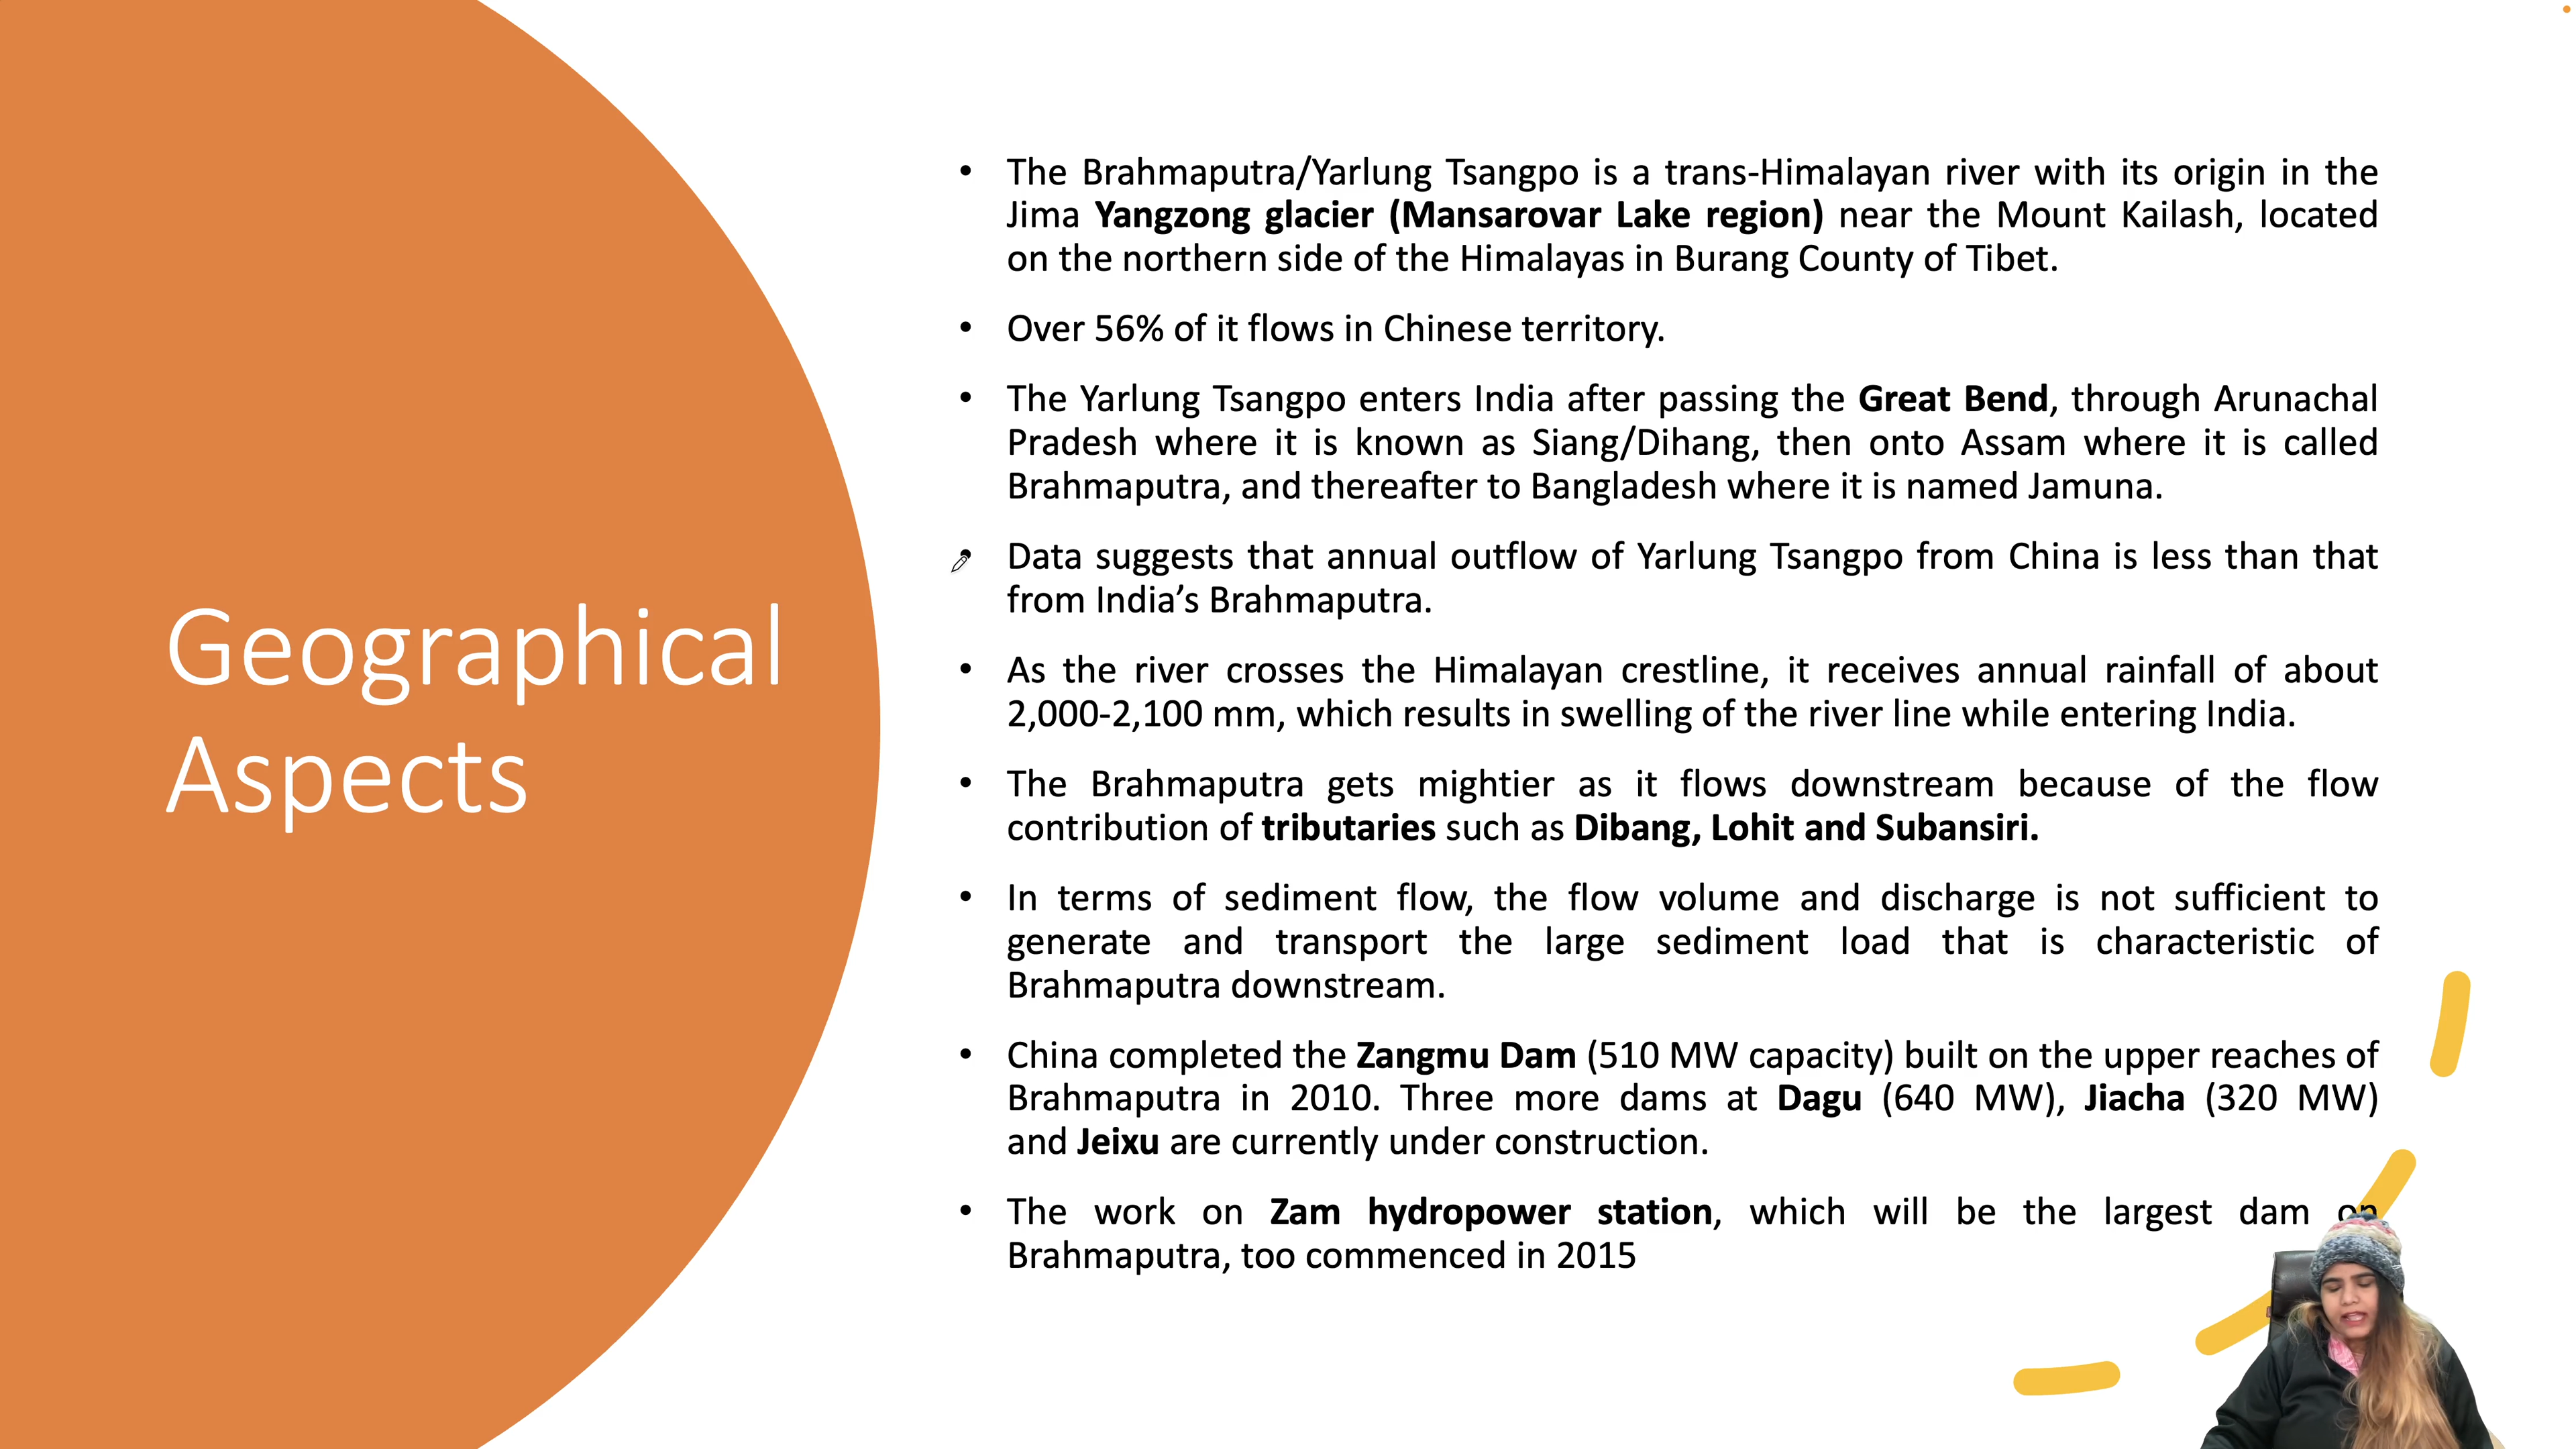 Geographical
Aspects
• The Brahmaputra/Yarlung Tsangpo is a trans-Himalayan river with its origin in the
Jima Yangzong glacier (Mansarovar Lake region) near the Mount Kailash, located
on the northern side of the Himalayas in Burang County of Tibet.
• Over 56% of it flows in Chinese territory.
• The Yarlung Tsangpo enters India after passing the Great Bend, through Arunachal
Pradesh where it is known as Siang/Dihang, then onto Assam where it is called
Brahmaputra, and thereafter to Bangladesh where it is named Jamuna.
• Data suggests that annual outflow of Yarlung Tsangpo from China is less than that
from India’s Brahmaputra.
• As the river crosses the Himalayan crestline, it receives annual rainfall of about
2,000-2,100 mm, which results in swelling of the river line while entering India.
• The Brahmaputra gets mightier as it flows downstream because of the flow
contribution of tributaries such as Dibang, Lohit and Subansiri.
• In terms of sediment flow, the flow volume and discharge is not sufficient to
generate and transport the large sediment load that is characteristic of
Brahmaputra downstream.
• China completed the Zangmu Dam (510 MW capacity) built on the upper reaches of
Brahmaputra in 2010. Three more dams at Dagu (640 MW), Jiacha (320 MW)
and Jeixu are currently under construction.
• The work on Zam hydropower station, which will be the largest dam on
Brahmaputra, too commenced in 2015